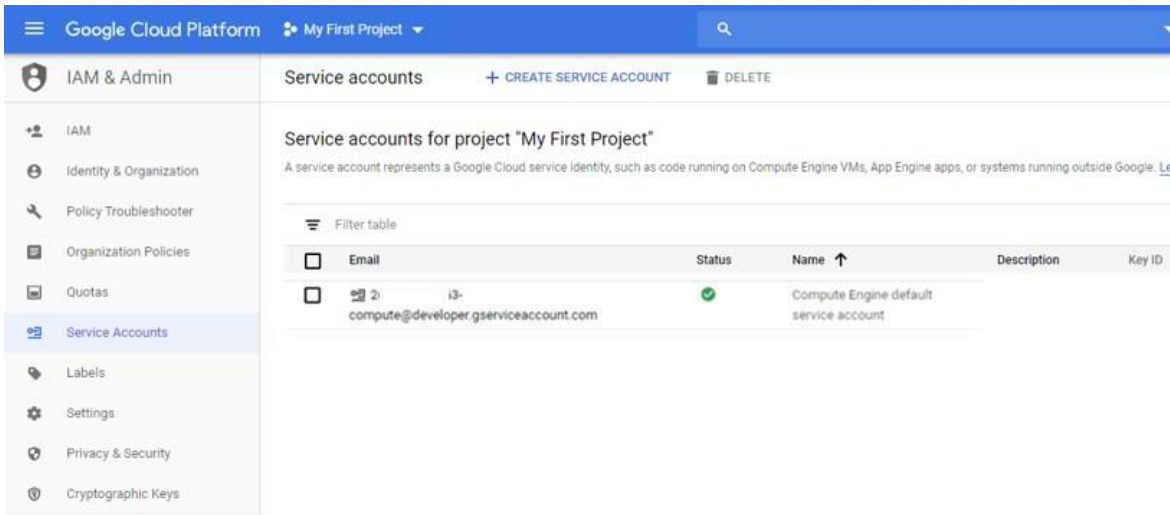 Google Cloud Platform My First Project
IAM & Admin
Service accounts + CREATE SERVICE ACCOUNT DELETE
IAM
Identity & Organization
Policy Troubleshooter
Organization Policies
Quotas
Service Accounts
Labels
Settings
Privacy & Security
Cryptographic Keys
Service accounts for project "My First Project"
A service account represents a Google Cloud service identity, such as code running on Compute Engine VMs, App Engine apps, or systems running outside Google. Le
Filter table
Email Status Name Description Key ID
compute@developer.gserviceaccount.com
Compute Engine default
service account